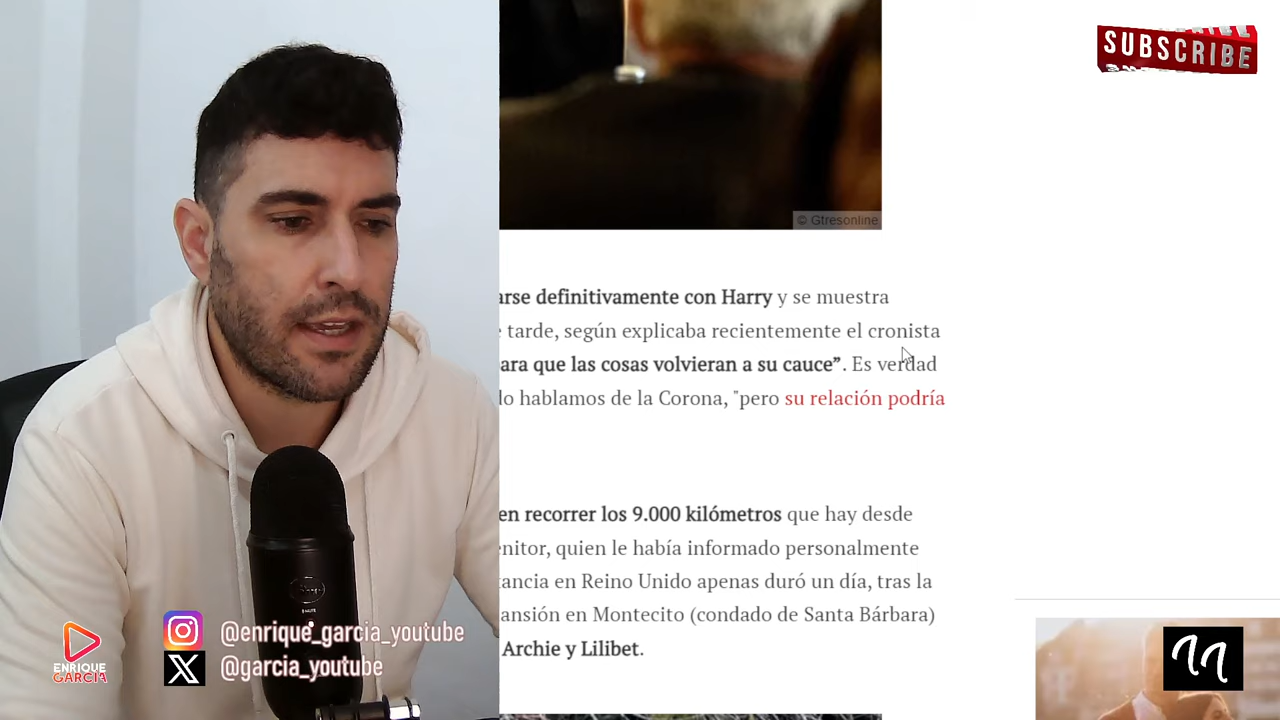 SUBSCRIBE
© Gtresonline
arse definitivamente con Harry y se muestra
tarde, según explicaba recientemente el cronista
ara que las cosas volvieran a su cauce”. Es verdad
lo hablamos de la Corona, "pero su relación podría
en recorrer los 9.000 kilómetros que hay desde
enitor, quien le había informado personalmente
tancia en Reino Unido apenas duró un día, tras la
ansión en Montecito (condado de Santa Bárbara)
Archie y Lilibet.
@enrique_garcia_youtube
@garcia_youtube
ENRIQUE
GARCIA